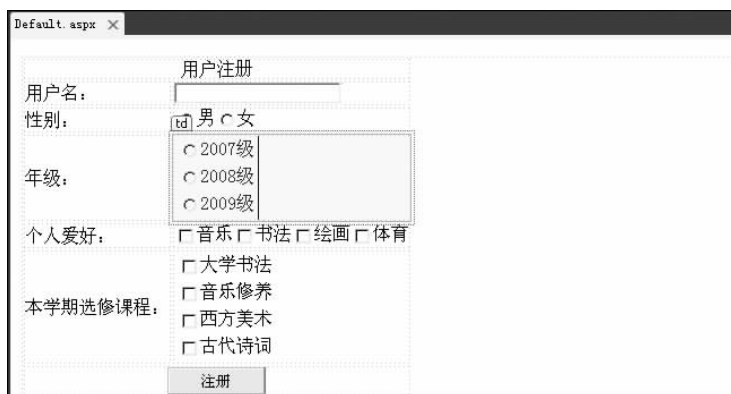 Default.aspx ×
用户注册
用户名：
性别： td 男 女
年级：
2007级
2008级
2009级
个人爱好： 音乐 书法 绘画 体育
本学期选修课程：
大学书法
音乐修养
西方美术
古代诗词
注册